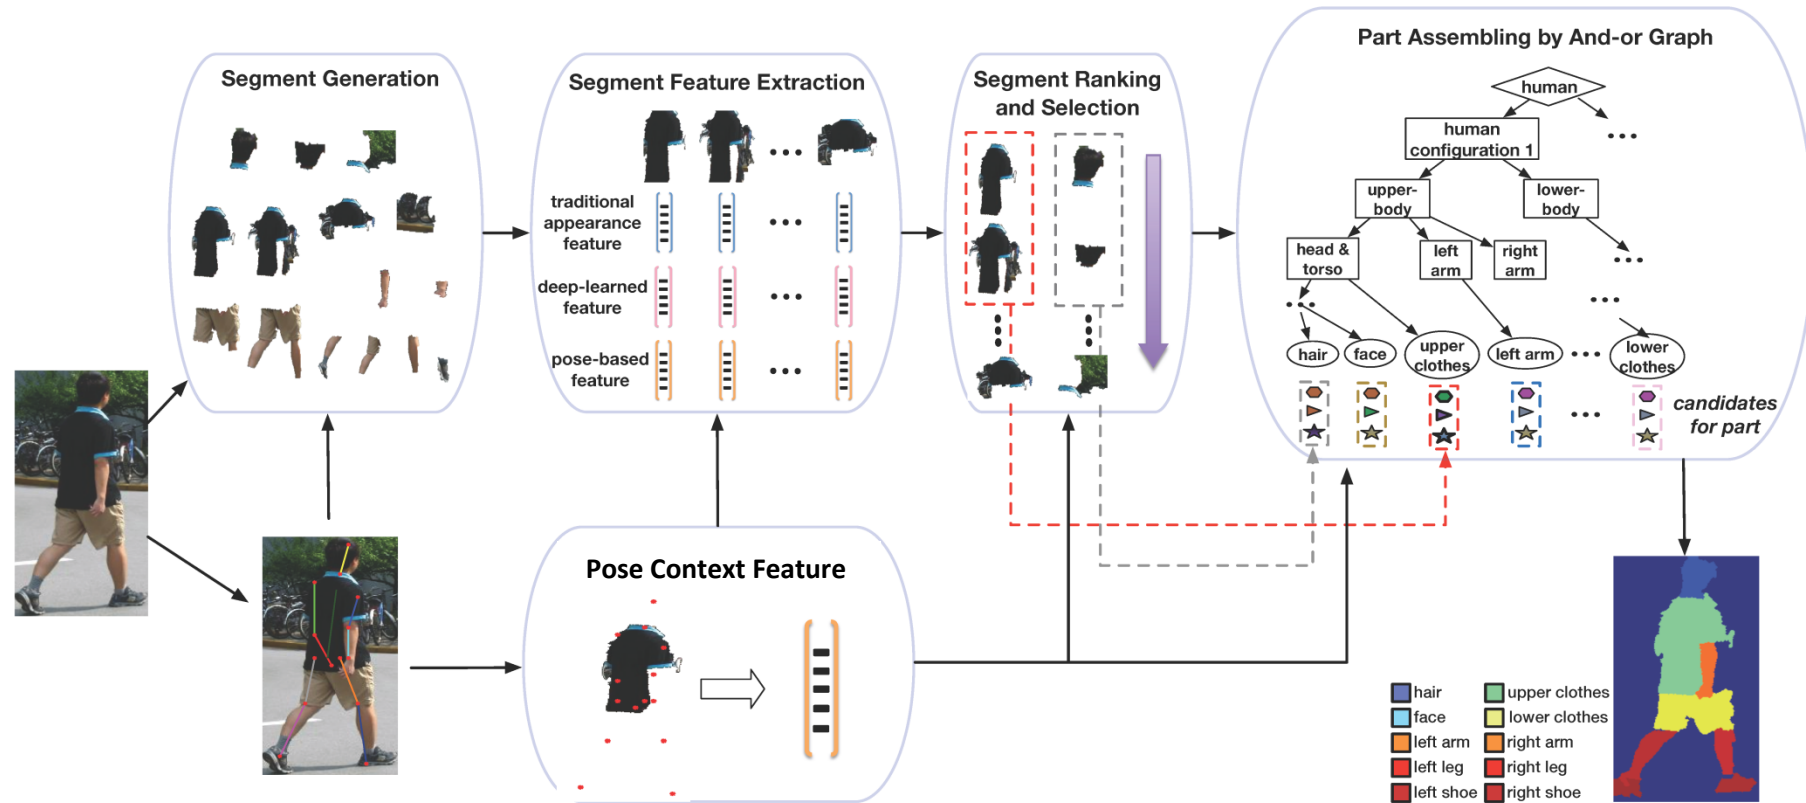 Segment Generation
Segment Feature Extraction
traditional
appearance
feature
deep-learned
feature
pose-based
feature
Segment Ranking
and Selection
Part Assembling by And-or Graph
human
human
configuration 1
upper-
body
lower-
body
head &
torso
left
arm
right
arm
hair
face
upper
clothes
left arm
lower
clothes
candidates
for part
Pose Context Feature
hair
upper clothes
face
lower clothes
left arm
right arm
left leg
right leg
left shoe
right shoe